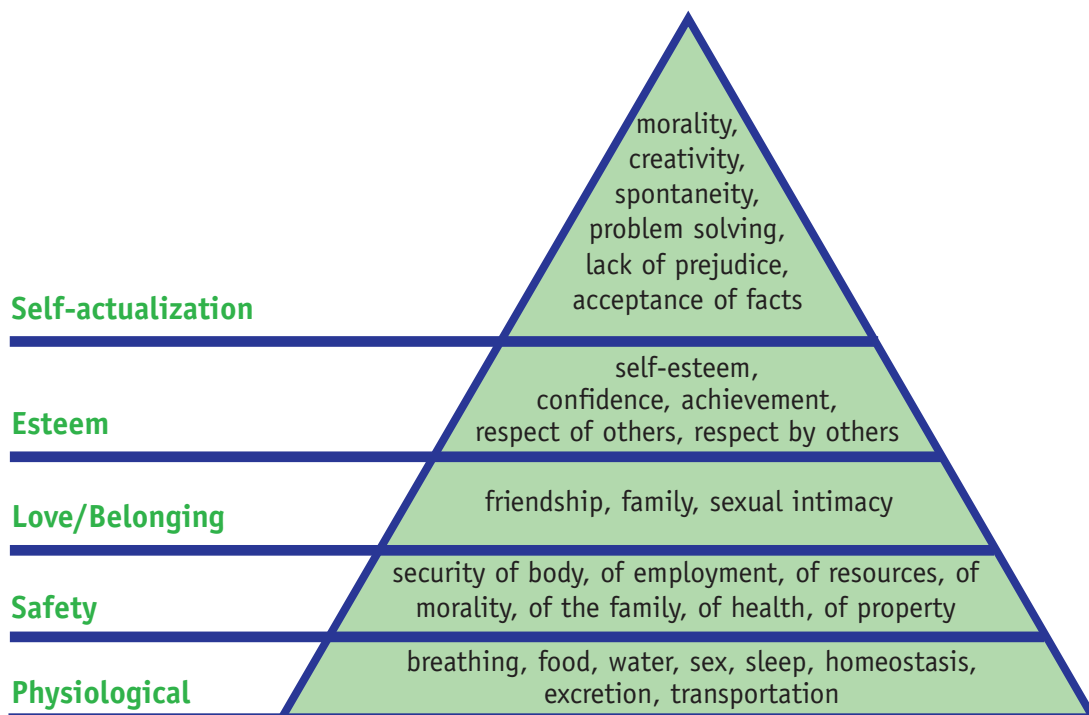 morality,
creativity,
spontaneity,
problem solving,
lack of prejudice,
acceptance of facts
Self-actualization
self-esteem,
confidence, achievement,
respect of others, respect by others
Esteem
friendship, family, sexual intimacy
Love/Belonging
security of body, of employment, of resources, of
morality, of the family, of health, of property
Safety
breathing, food, water, sex, sleep, homeostasis,
excretion, transportation
Physiological